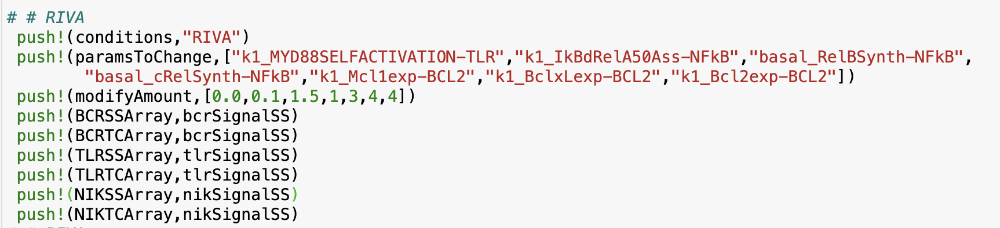 # # RIVA
push!(conditions,"RIVA")
push!(paramsToChange,["k1_MYD88SELFACTIVATION-TLR","k1_IkBdRelA50Ass-NFkB","basal_RelBSynth-NFkB",
"basal_cRelSynth-NFkB","k1_Mcl1exp-BCL2","k1_BclxLexp-BCL2","k1_Bcl2exp-BCL2"])
push!(modifyAmount,[0.0,0.1,1.5,1,3,4,4])
push!(BCRSSArray,bcrSignalSS)
push!(BCRTCArray,bcrSignalSS)
push!(TLRSSArray,tlrSignalSS)
push!(TLRTCArray,tlrSignalSS)
push!(NIKSSArray,nikSignalSS)
push!(NIKTCArray,nikSignalSS)